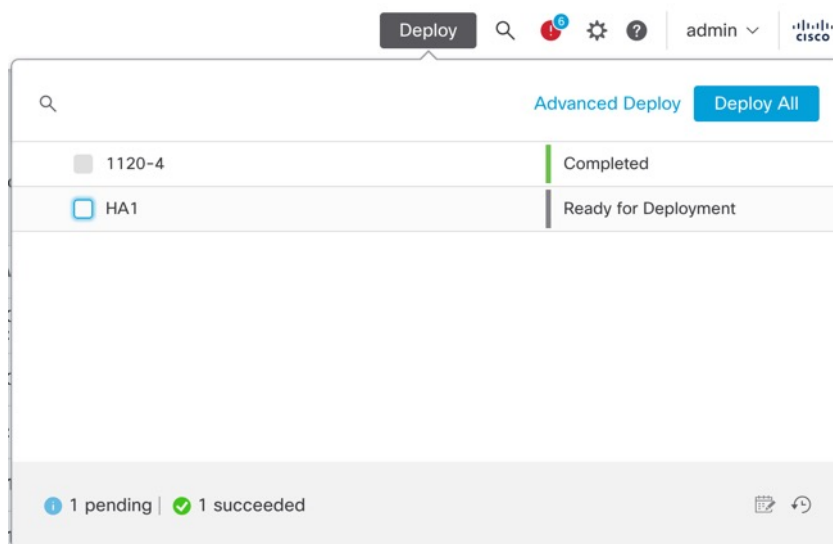 Deploy 6 ? admin cisco
Advanced Deploy Deploy All
1120-4 Completed
HA1 Ready for Deployment
1 pending 1 succeeded